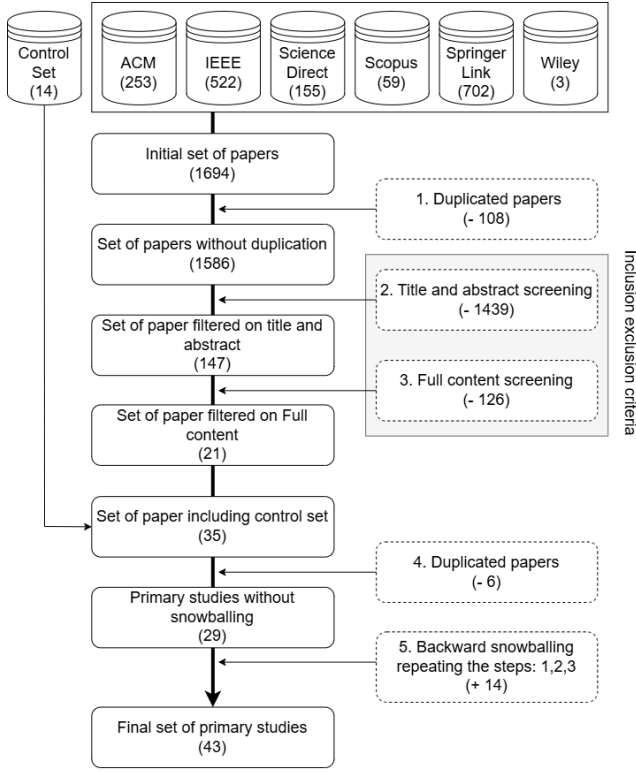 Control
Set
(14)
ACM
(253)
IEEE
(522)
Science
Direct
(155)
Scopus
(59)
Springer
Link
(702)
Wiley
(3)
Initial set of papers
(1694)
1. Duplicated papers
(- 108)
Set of papers without duplication
(1586)
Inclusion exclusion criteria
2. Title and abstract screening
(- 1439)
Set of paper filtered on title and
abstract
(147)
3. Full content screening
(- 126)
Set of paper filtered on Full
content
(21)
Set of paper including control set
(35)
4. Duplicated papers
(- 6)
Primary studies without
snowballing
(29)
5. Backward snowballing
repeating the steps: 1,2,3
(+ 14)
Final set of primary studies
(43)